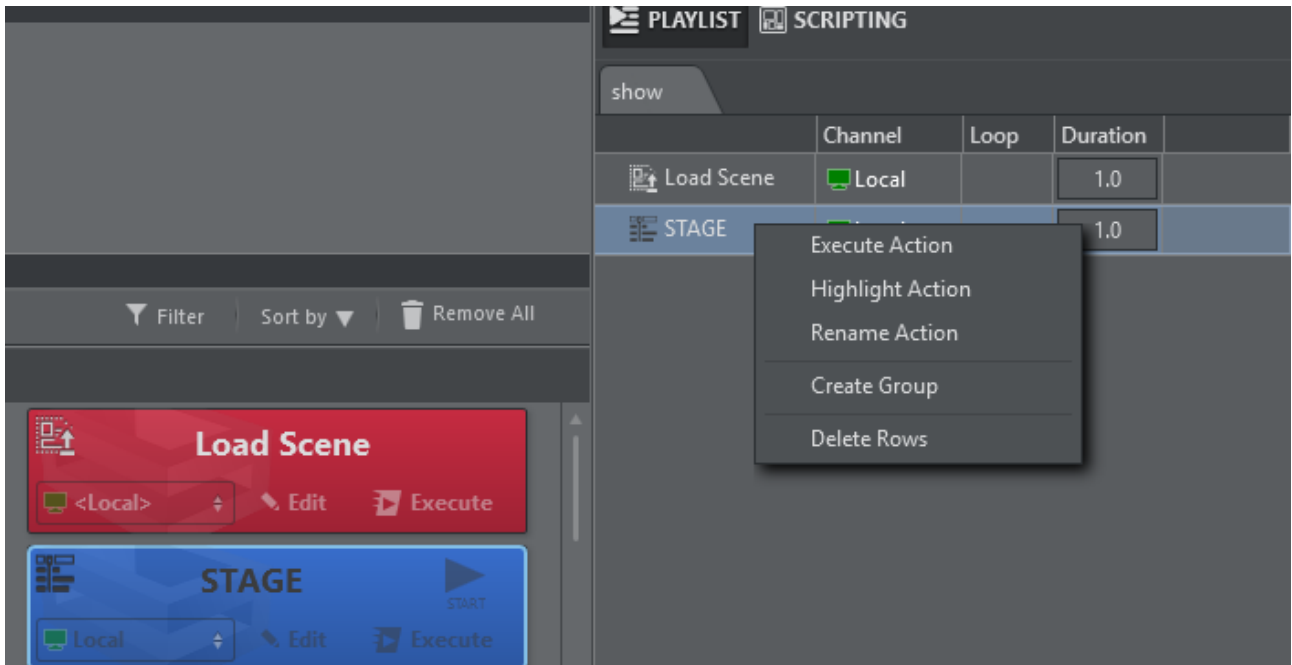 PLAYLIST SCRIPTING
show
Channel Loop Duration
Load Scene Local 1.0
STAGE 1.0
Execute Action
Highlight Action
Rename Action
Create Group
Delete Rows
Filter Sort by Remove All
Load Scene
<Local> Edit Execute
STAGE
START
Local Edit Execute